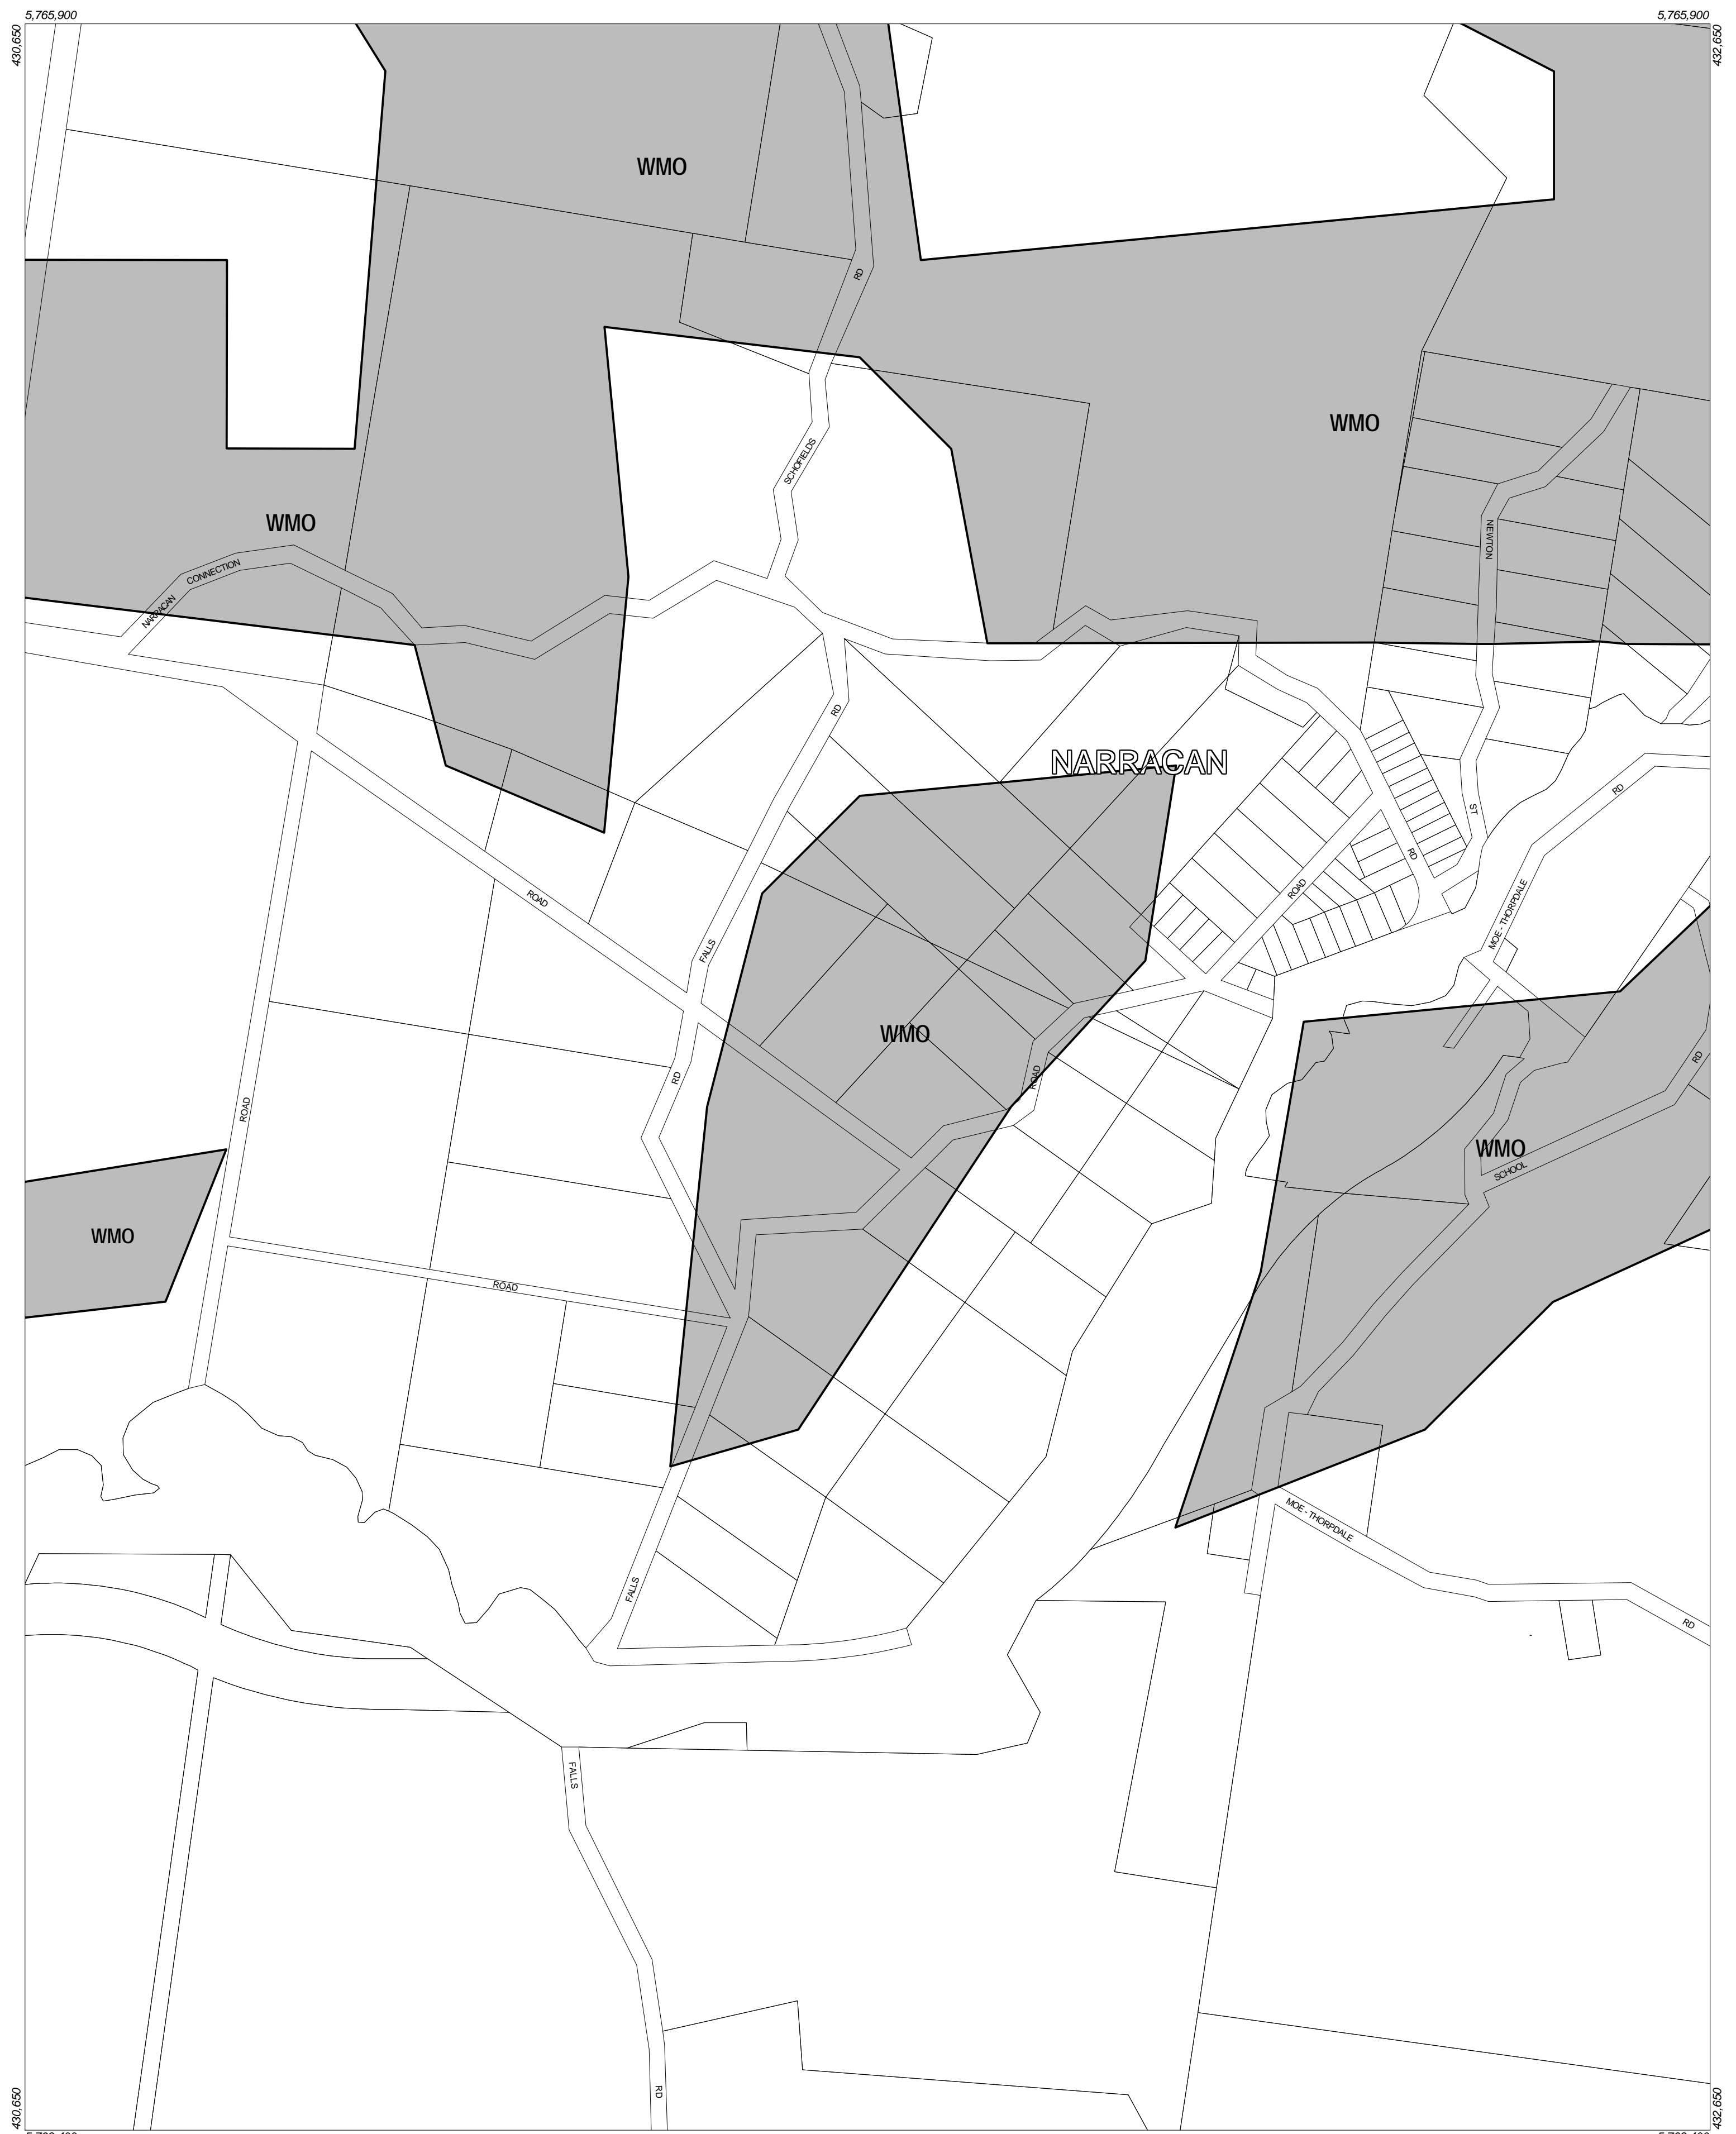 5,765,900
5,765,900
430,650
432,650
WMO
RD
WMO
SCHOFIELDS
WMO
NEWTON
CONNECTION
NARRACAN
RD
NARRACAN
RD
ST
RD
ROAD
ROAD
MOE - THORPDALE
FALLS
WMO
RD
ROAD
RD
ROAD
WMO
SCHOOL
WMO
ROAD
MOE - THORPDALE
FALLS
RD
FALLS
RD
430,650
432,650